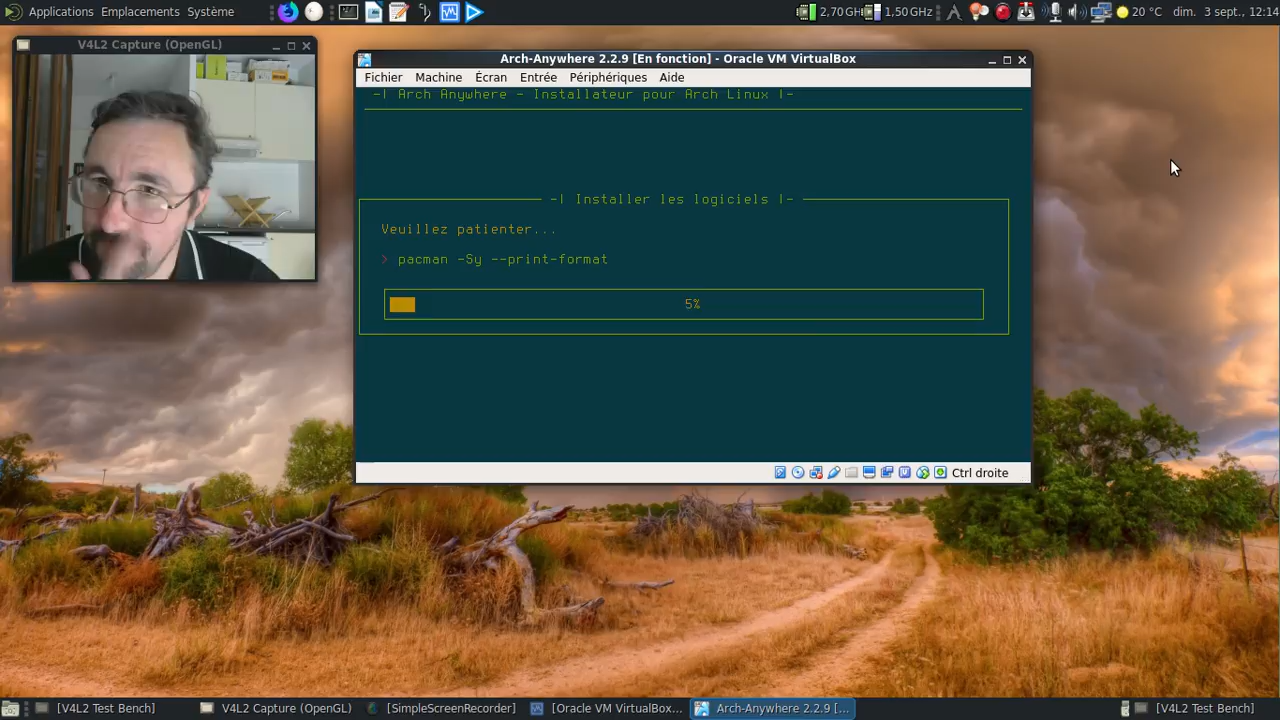 Applications Emplacements Système 2,70 GHz 1,50 GHz 20 °C dim. 3 sept., 12:14
V4L2 Capture (OpenGL)
Arch-Anywhere 2.2.9 [En fonction] - Oracle VM VirtualBox
Fichier Machine Écran Entrée Périphériques Aide
-| Arch Anywhere - Installateur pour Arch Linux |-
-| Installer les logiciels |-
Veuillez patienter...
> pacman -Sy --print-format
5%
Ctrl droite
[V4L2 Test Bench] V4L2 Capture (OpenGL) [SimpleScreenRecorder] [Oracle VM VirtualBox... Arch-Anywhere 2.2.9 [... [V4L2 Test Bench]